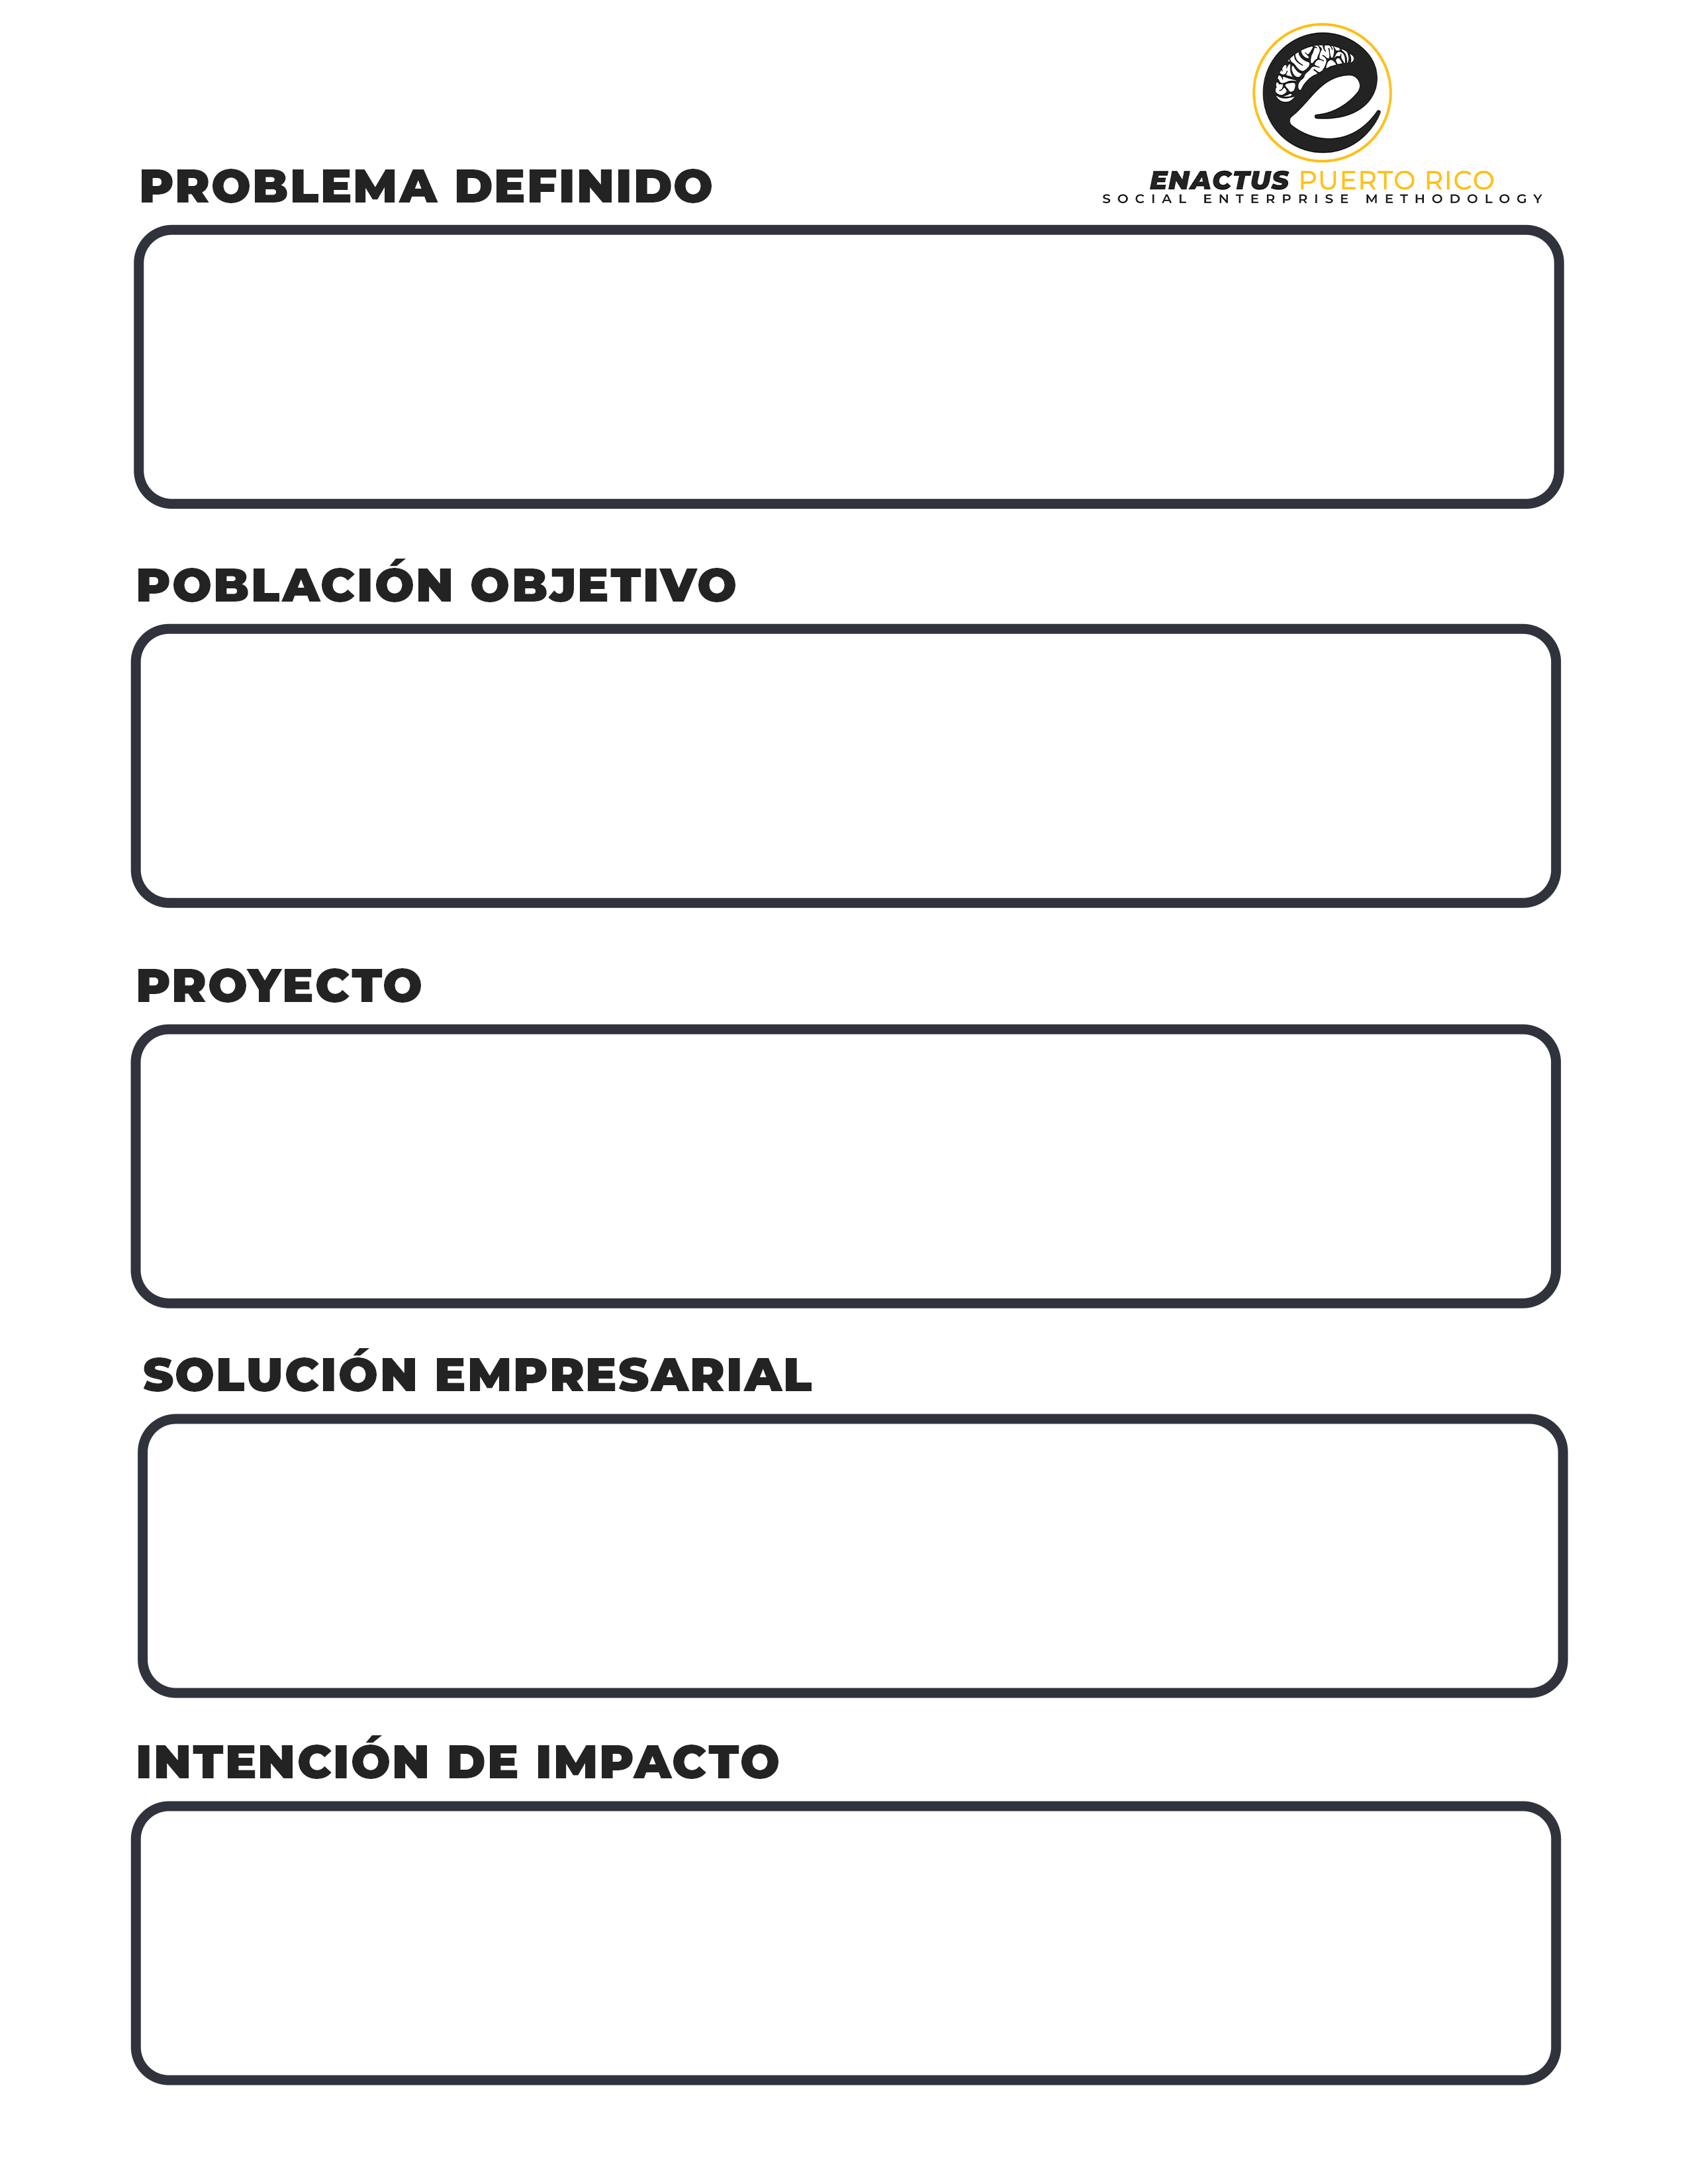 PROBLEMA DEFINIDO
ENACTUS PUERTO RICO
SOCIAL ENTERPRISE METHODOLOGY
POBLACIÓN OBJETIVO
PROYECTO
SOLUCIÓN EMPRESARIAL
INTENCIÓN DE IMPACTO